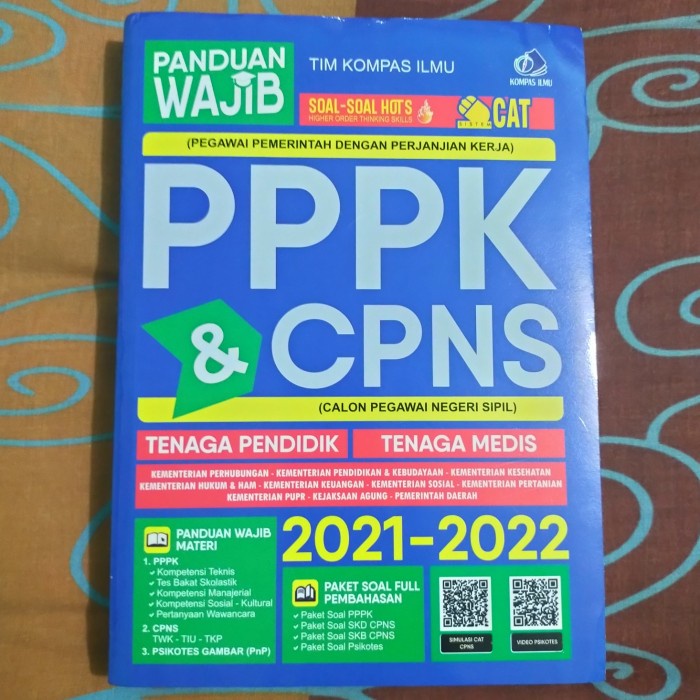 PANDUAN
WAJIB
TIM KOMPAS ILMU
KOMPAS ILMU
SOAL-SOAL HOTS
HIGHER ORDER THINKING SKILLS
SISTEM CAT
(PEGAWAI PEMERINTAH DENGAN PERJANJIAN KERJA)
PPPK
& CPNS
(CALON PEGAWAI NEGERI SIPIL)
TENAGA PENDIDIK
TENAGA MEDIS
KEMENTERIAN PERHUBUNGAN - KEMENTERIAN PENDIDIKAN & KEBUDAYAAN - KEMENTERIAN KESEHATAN
KEMENTERIAN HUKUM & HAM - KEMENTERIAN KEUANGAN - KEMENTERIAN SOSIAL - KEMENTERIAN PERTANIAN
KEMENTERIAN PUPR - KEJAKSAAN AGUNG - PEMERINTAH DAERAH
2021-2022
PANDUAN WAJIB
MATERI
1. PPPK
Kompetensi Teknis
Tes Bakat Skolastik
Kompetensi Manajerial
Kompetensi Sosial - Kultural
Pertanyaan Wawancara
2. CPNS
TWK - TIU - TKP
3. PSIKOTES GAMBAR (PnP)
PAKET SOAL FULL
PEMBAHASAN
Paket Soal PPPK
Paket Soal SKD CPNS
Paket Soal SKB CPNS
Paket Soal Psikotes
SIMULASI CAT
CPNS
VIDEO PSIKOTES